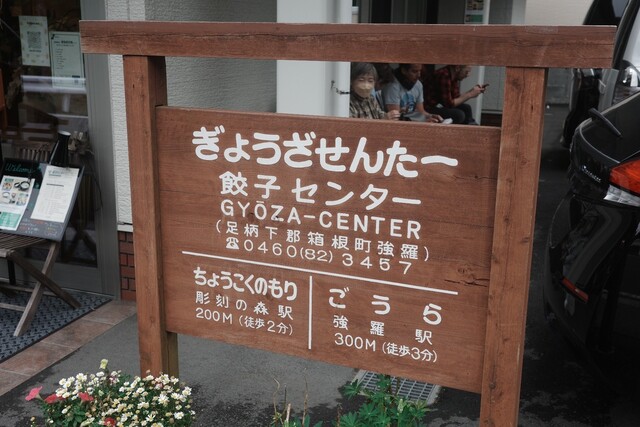 ぎょうざせんたー
餃子センター
GYŌZA-CENTER
(足柄下郡箱根町強羅)
☎0460(82)3457
ちょうこくのもり
彫刻の森駅
200M(徒歩2分)
ごうら
強羅駅
300M(徒歩3分)